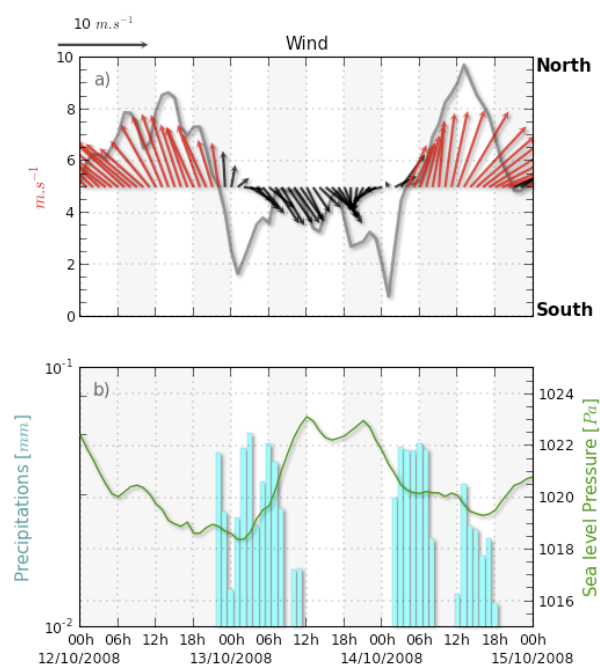 10 m.s⁻¹
Wind
10
8
6
4
2
0
m.s⁻¹
a)
North
South
10⁻¹
10⁻²
Precipitations [mm]
b)
1024
1022
1020
1018
1016
Sea level Pressure [Pa]
00h 06h 12h 18h 00h 06h 12h 18h 00h 06h 12h 18h 00h
12/10/2008 13/10/2008 14/10/2008 15/10/2008